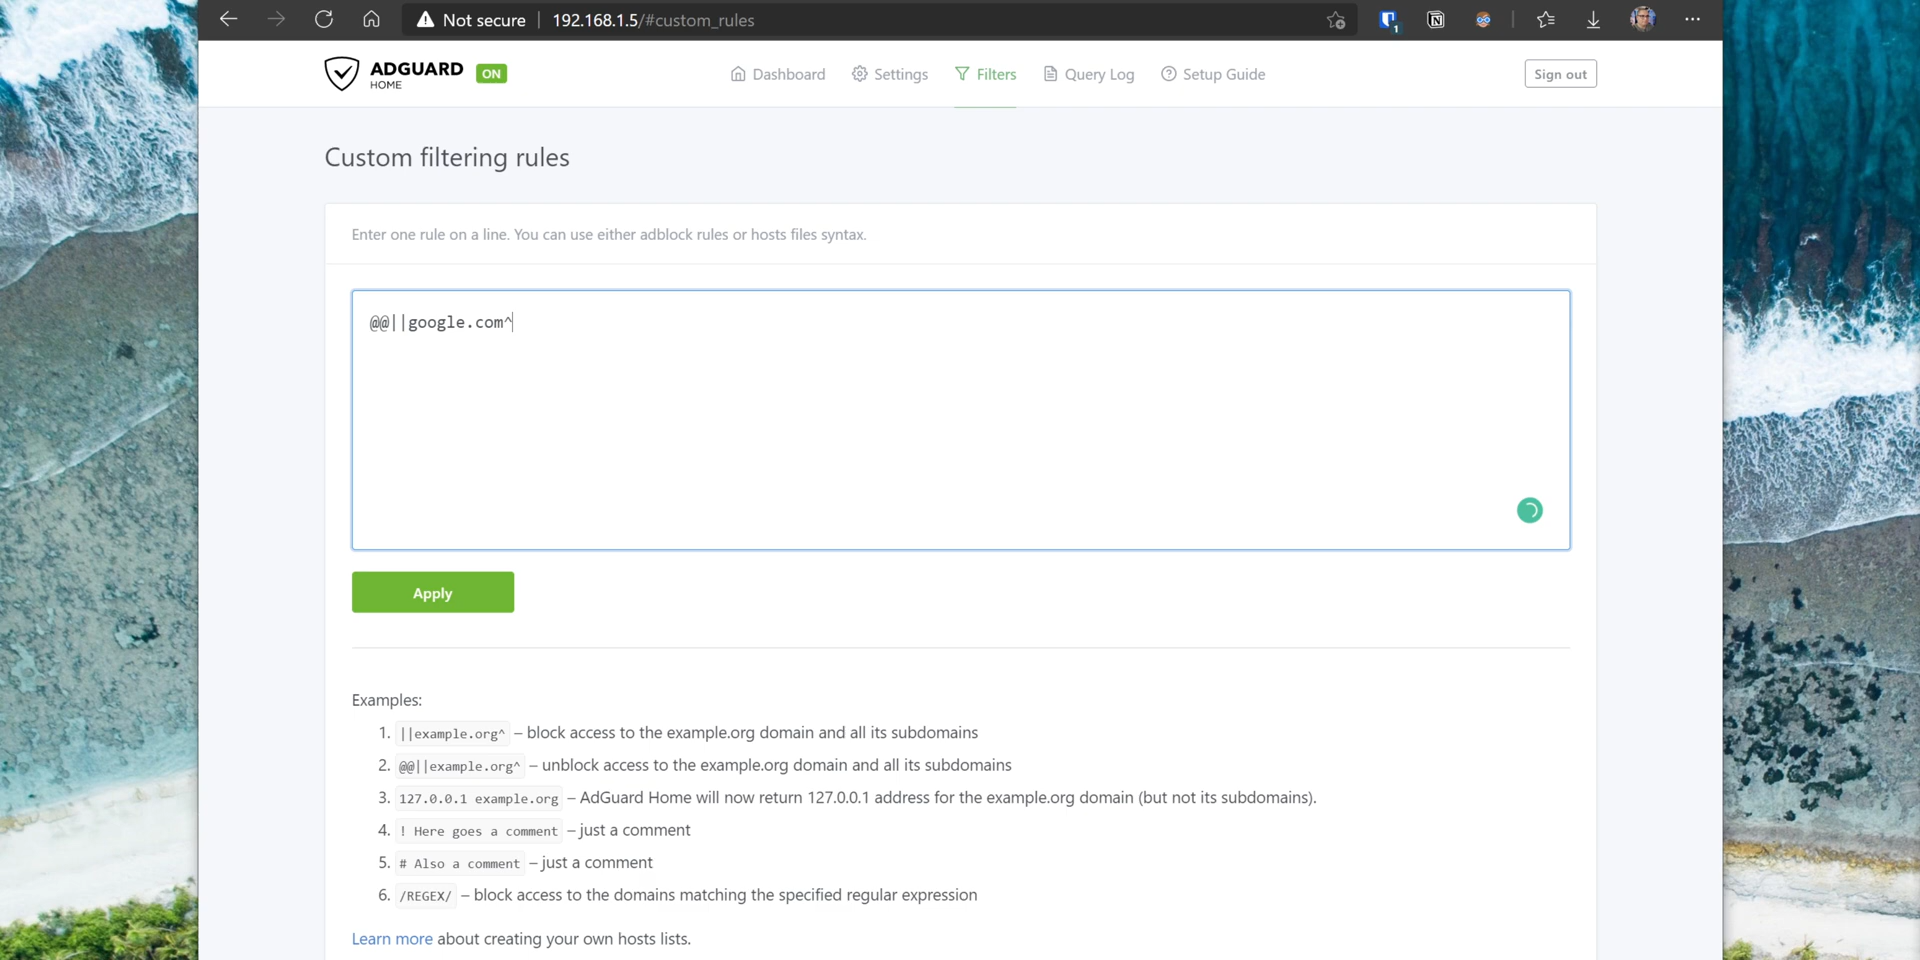 Not secure 192.168.1.5/#custom_rules 1
ADGUARD HOME ON Dashboard Settings Filters Query Log Setup Guide Sign out
Custom filtering rules
Enter one rule on a line. You can use either adblock rules or hosts files syntax.
@@||google.com^
Apply
Examples:
1. ||example.org^ – block access to the example.org domain and all its subdomains
2. @@||example.org^ – unblock access to the example.org domain and all its subdomains
3. 127.0.0.1 example.org – AdGuard Home will now return 127.0.0.1 address for the example.org domain (but not its subdomains).
4. ! Here goes a comment – just a comment
5. # Also a comment – just a comment
6. /REGEX/ – block access to the domains matching the specified regular expression
Learn more about creating your own hosts lists.